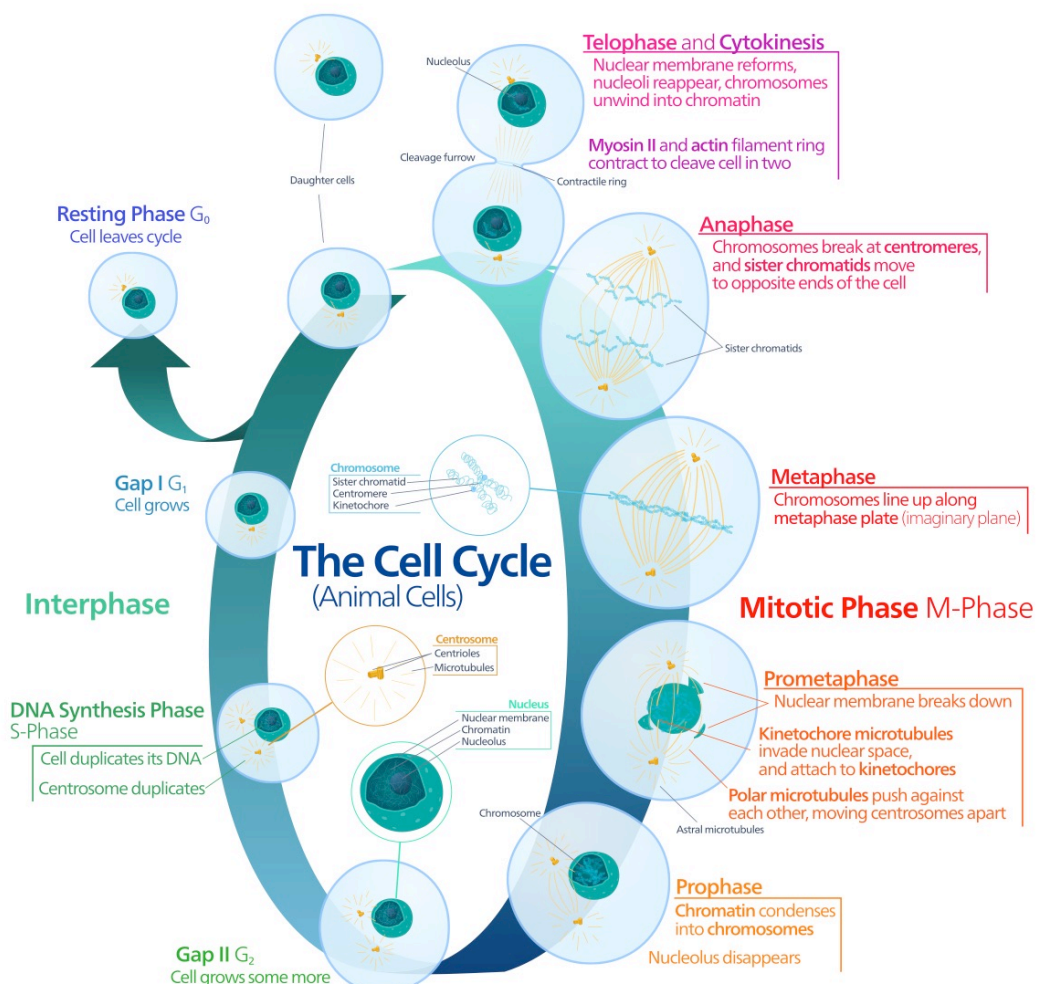 Telophase and Cytokinesis
Nuclear membrane reforms,
nucleoli reappear, chromosomes
unwind into chromatin
Myosin II and actin filament ring
contract to cleave cell in two
Nucleolus
Cleavage furrow
Contractile ring
Daughter cells
Resting Phase G₀
Cell leaves cycle
Anaphase
Chromosomes break at centromeres,
and sister chromatids move
to opposite ends of the cell
Sister chromatids
Gap I G₁
Cell grows
Chromosome
Sister chromatid
Centromere
Kinetochore
Metaphase
Chromosomes line up along
metaphase plate (imaginary plane)
The Cell Cycle
(Animal Cells)
Interphase
Mitotic Phase M-Phase
Centrosome
Centrioles
Microtubules
Prometaphase
Nuclear membrane breaks down
Kinetochore microtubules
invade nuclear space,
and attach to kinetochores
Polar microtubules push against
each other, moving centrosomes apart
Astral microtubules
DNA Synthesis Phase
S-Phase
Cell duplicates its DNA
Centrosome duplicates
Nucleus
Nuclear membrane
Chromatin
Nucleolus
Chromosome
Prophase
Chromatin condenses
into chromosomes
Nucleolus disappears
Gap II G₂
Cell grows some more